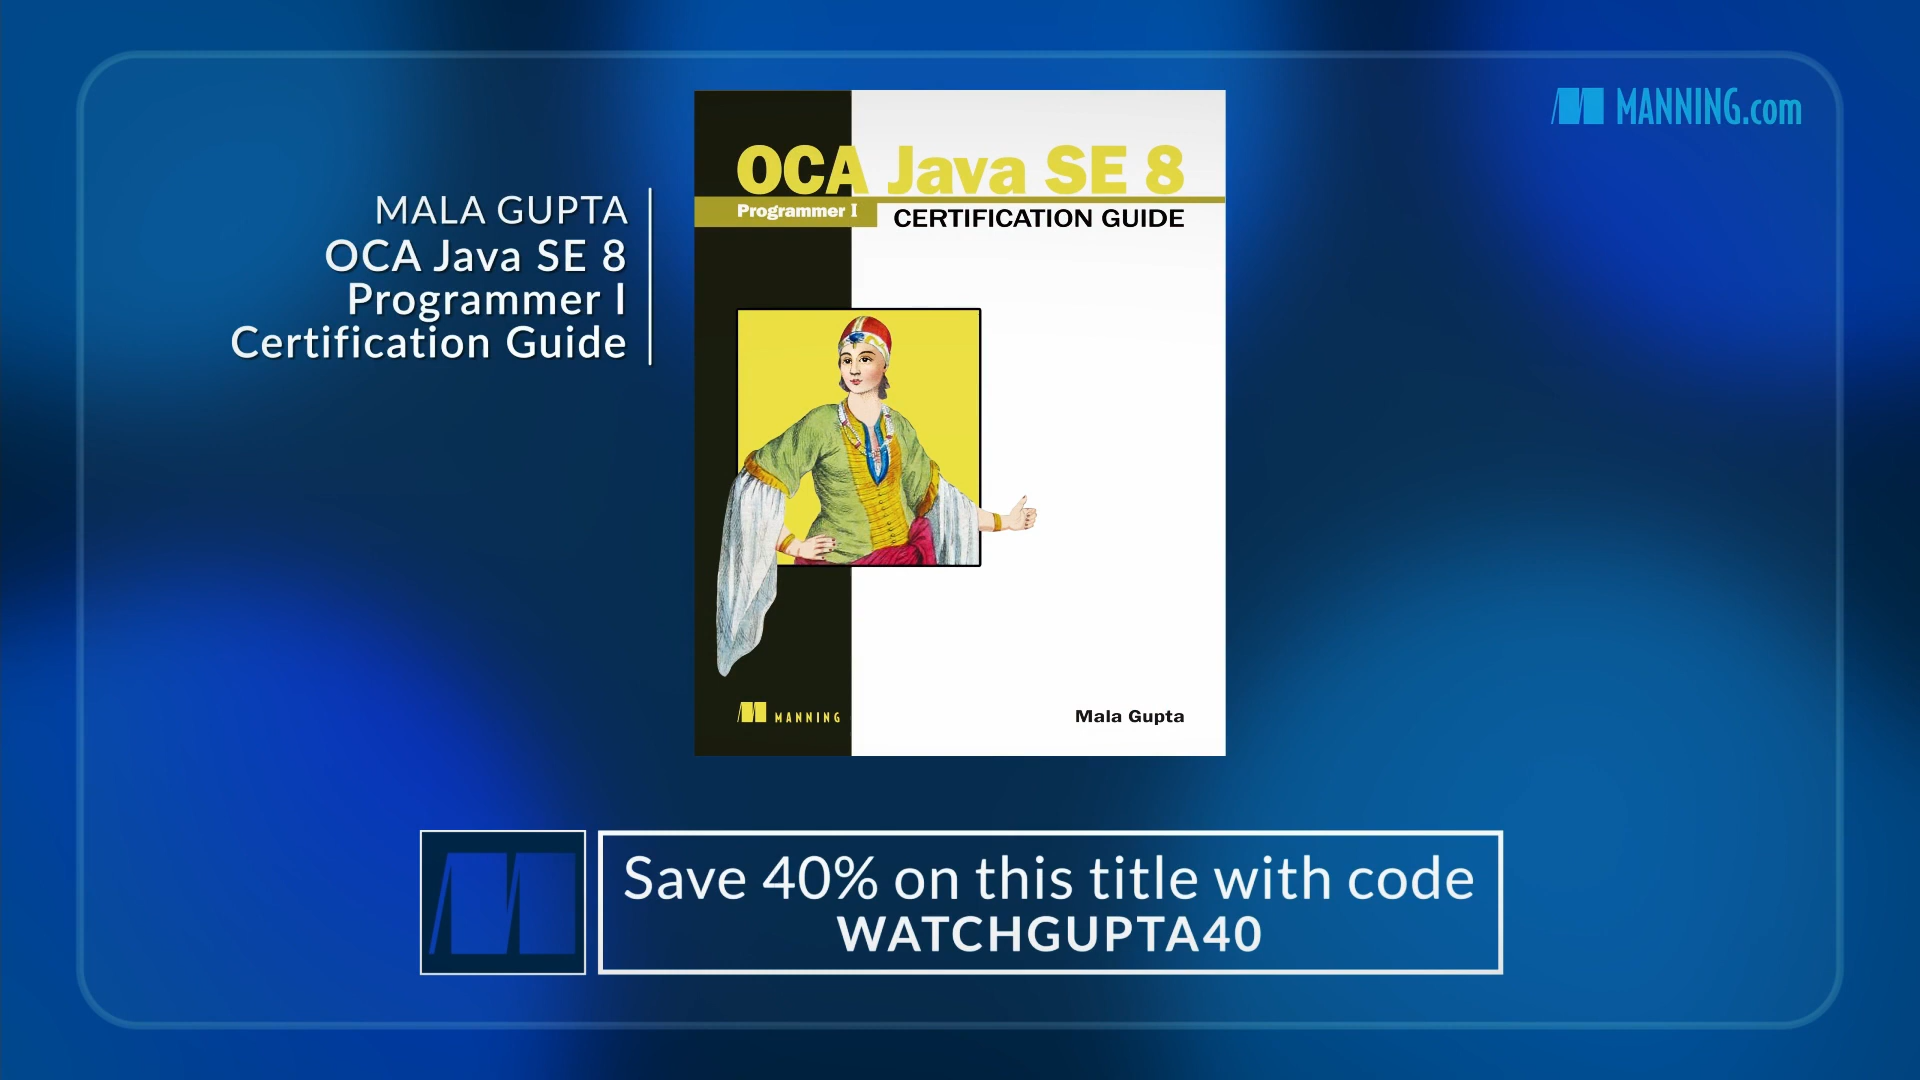 MANNING.com
MALA GUPTA
OCA Java SE 8
Programmer I
Certification Guide
OCA Java SE 8
Programmer I
CERTIFICATION GUIDE
MANNING
Mala Gupta
Save 40% on this title with code
WATCHGUPTA40